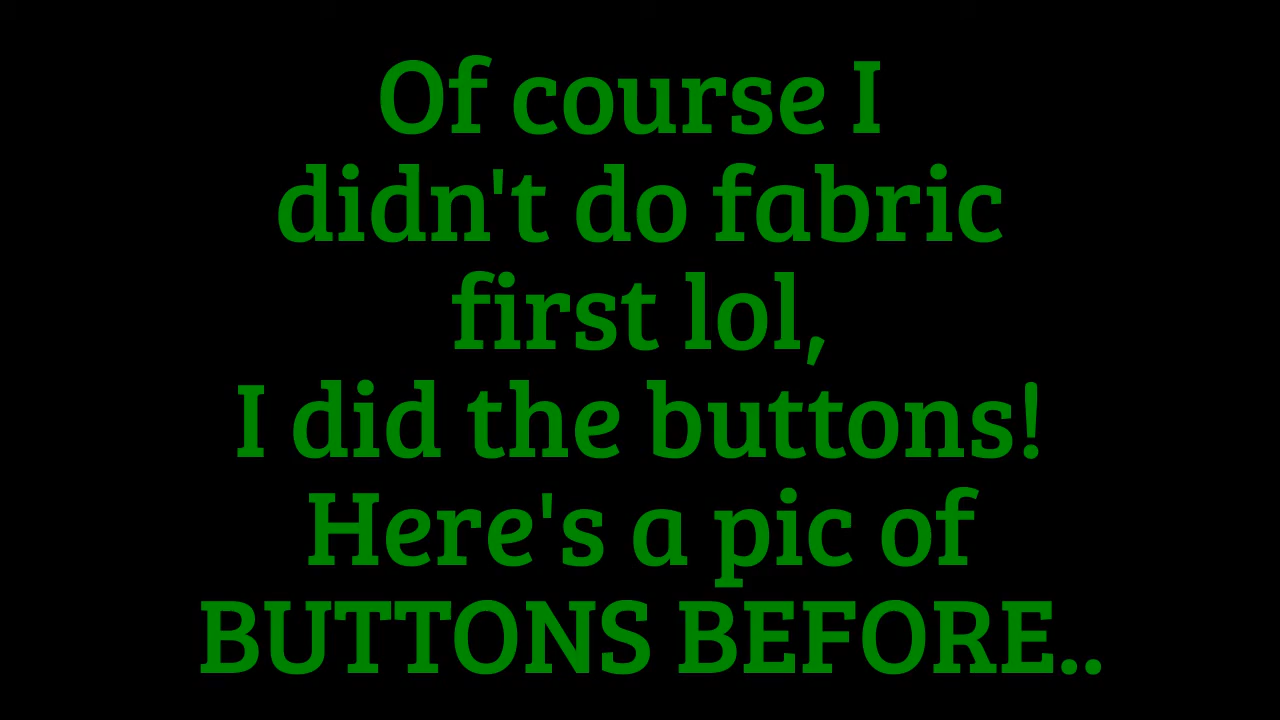 Of course I
didn't do fabric
first lol,
I did the buttons!
Here's a pic of
BUTTONS BEFORE..